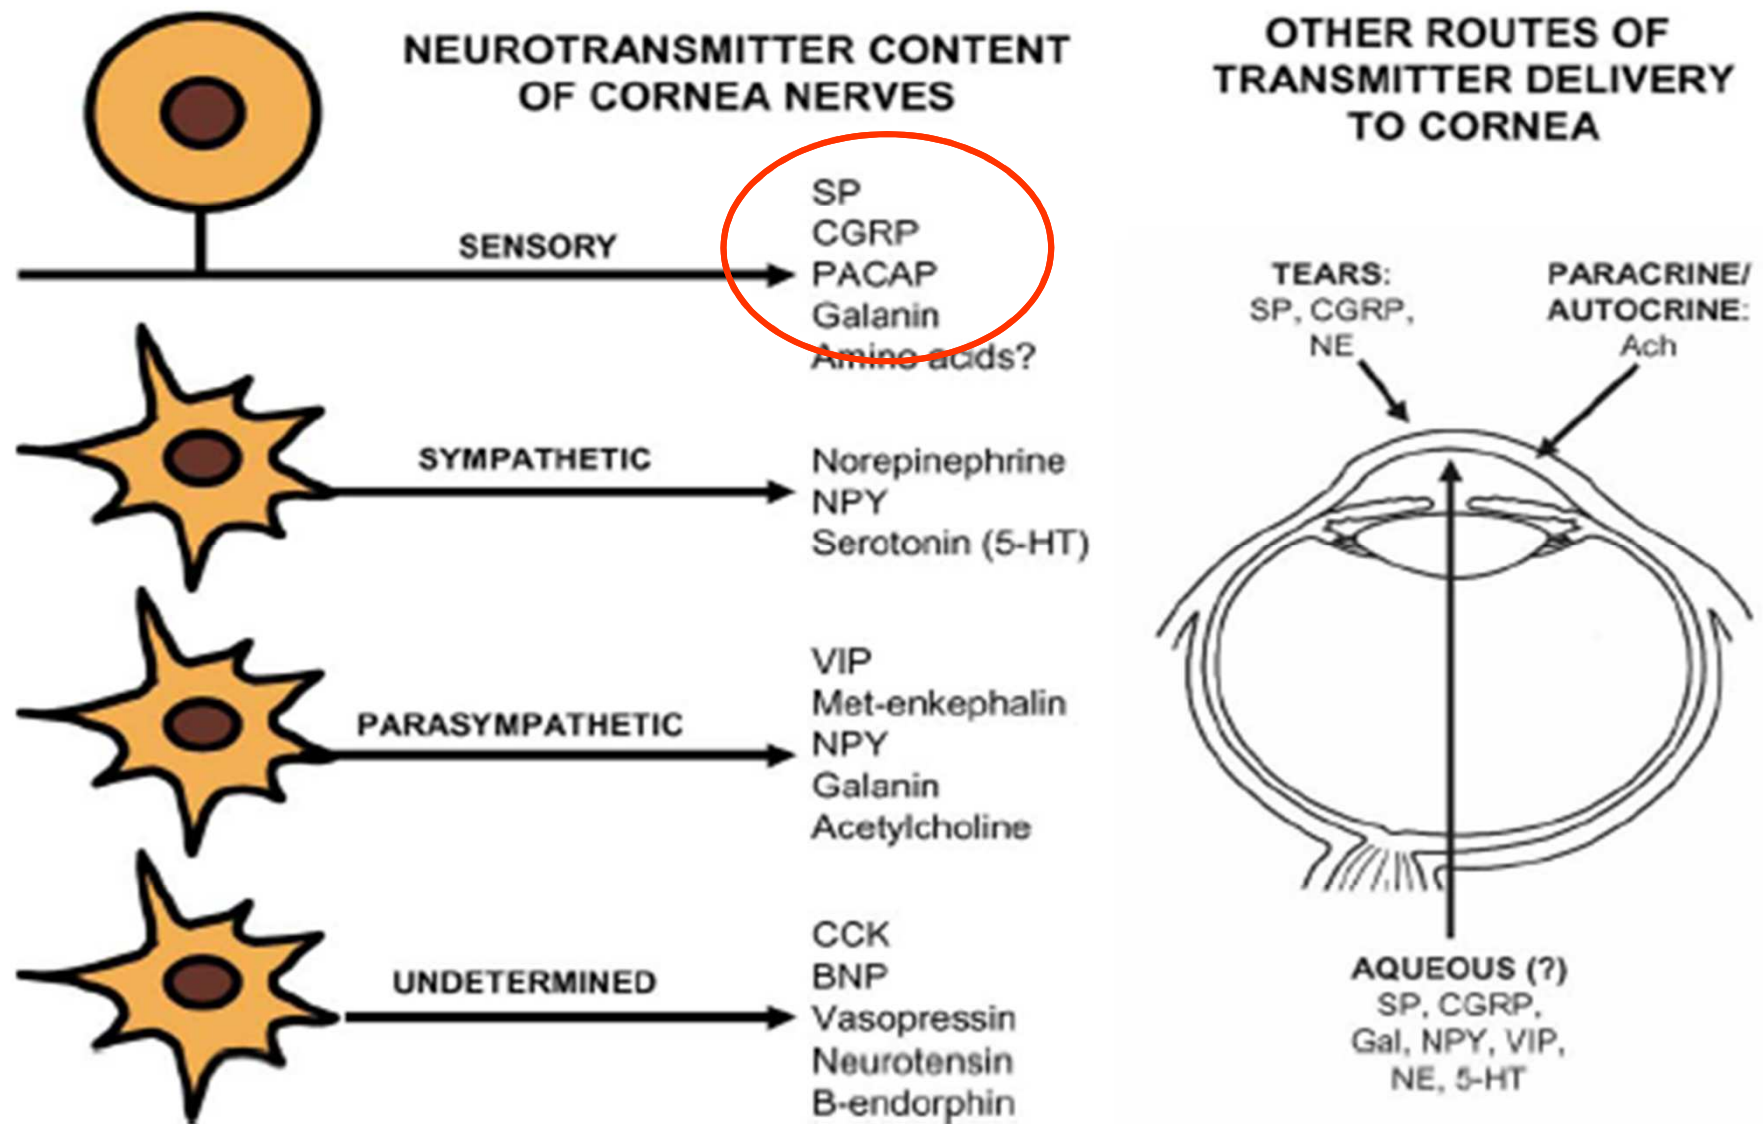 NEUROTRANSMITTER CONTENT
OF CORNEA NERVES
SENSORY
SP
CGRP
PACAP
Galanin
Amino acids?
SYMPATHETIC
Norepinephrine
NPY
Serotonin (5-HT)
PARASYMPATHETIC
VIP
Met-enkephalin
NPY
Galanin
Acetylcholine
UNDETERMINED
CCK
BNP
Vasopressin
Neurotensin
B-endorphin
OTHER ROUTES OF
TRANSMITTER DELIVERY
TO CORNEA
TEARS:
SP, CGRP,
NE
PARACRINE/
AUTOCRINE:
Ach
AQUEOUS (?)
SP, CGRP,
Gal, NPY, VIP,
NE, 5-HT